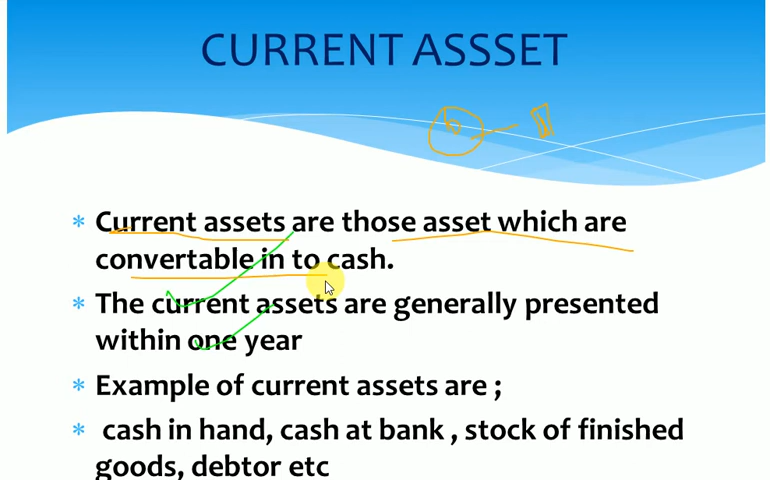 CURRENT ASSSET
* Current assets are those asset which are
convertable in to cash.
* The current assets are generally presented
within one year
* Example of current assets are ;
* cash in hand, cash at bank , stock of finished
goods, debtor etc